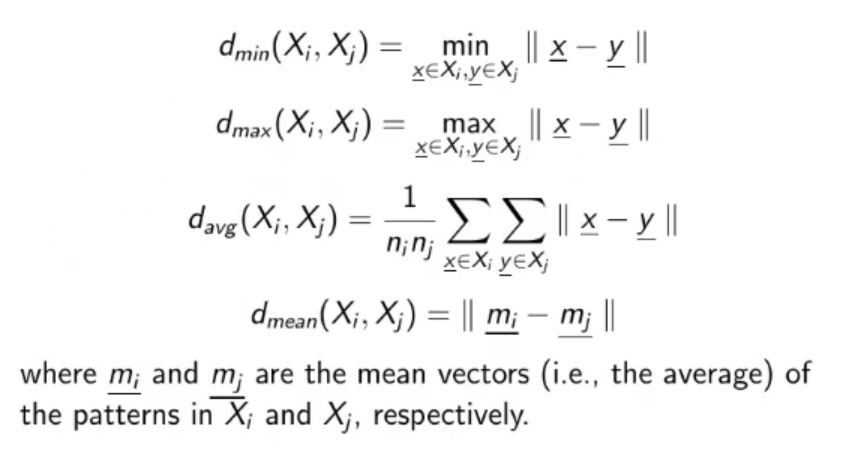 d_min(X_i, X_j) = min_{x∈X_i, y∈X_j} ‖ x − y ‖
d_max(X_i, X_j) = max_{x∈X_i, y∈X_j} ‖ x − y ‖
d_avg(X_i, X_j) = 1/(n_i n_j) ∑_{x∈X_i} ∑_{y∈X_j} ‖ x − y ‖
d_mean(X_i, X_j) = ‖ m_i − m_j ‖
where m_i and m_j are the mean vectors (i.e., the average) of
the patterns in X_i and X_j, respectively.